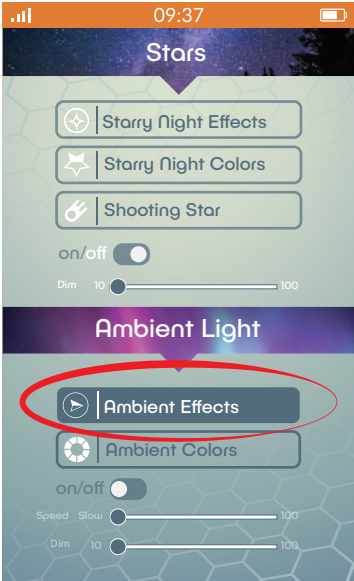 09:37
Stars
Starry Night Effects
Starry Night Colors
Shooting Star
on/off
Dim 10 100
Ambient Light
Ambient Effects
Ambient Colors
on/off
Speed Slow 100
Dim 10 100